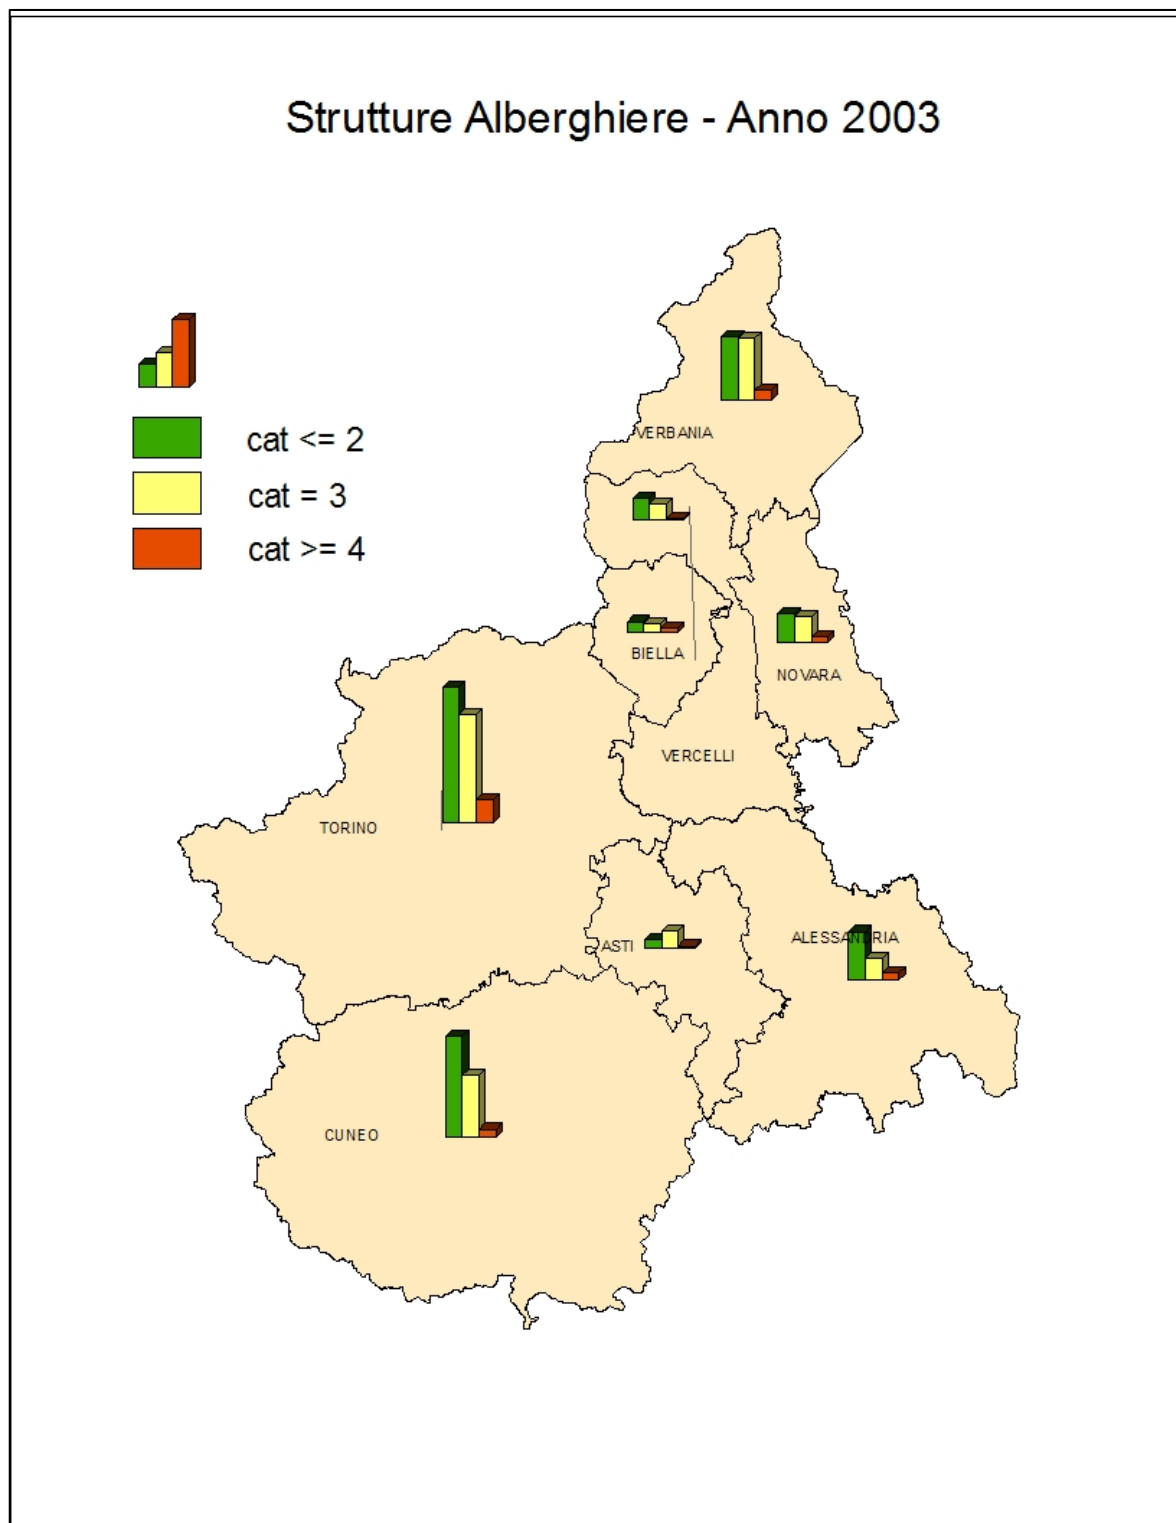 Strutture Alberghiere - Anno 2003
cat <= 2
cat = 3
cat >= 4
VERBANIA
BIELLA
NOVARA
VERCELLI
TORINO
ASTI
ALESSANDRIA
CUNEO